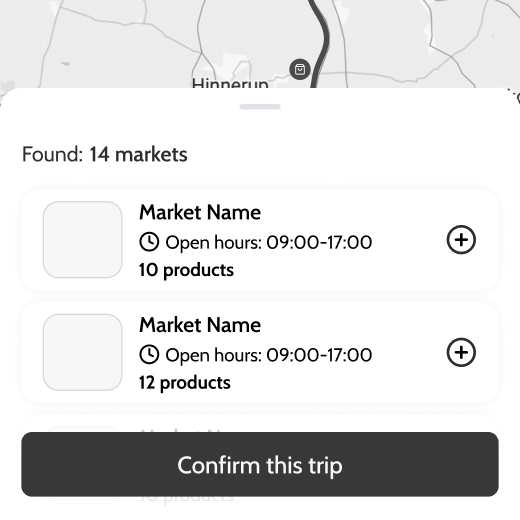 Hinnerup
Found: 14 markets
Market Name
Open hours: 09:00-17:00
10 products
Market Name
Open hours: 09:00-17:00
12 products
Confirm this trip